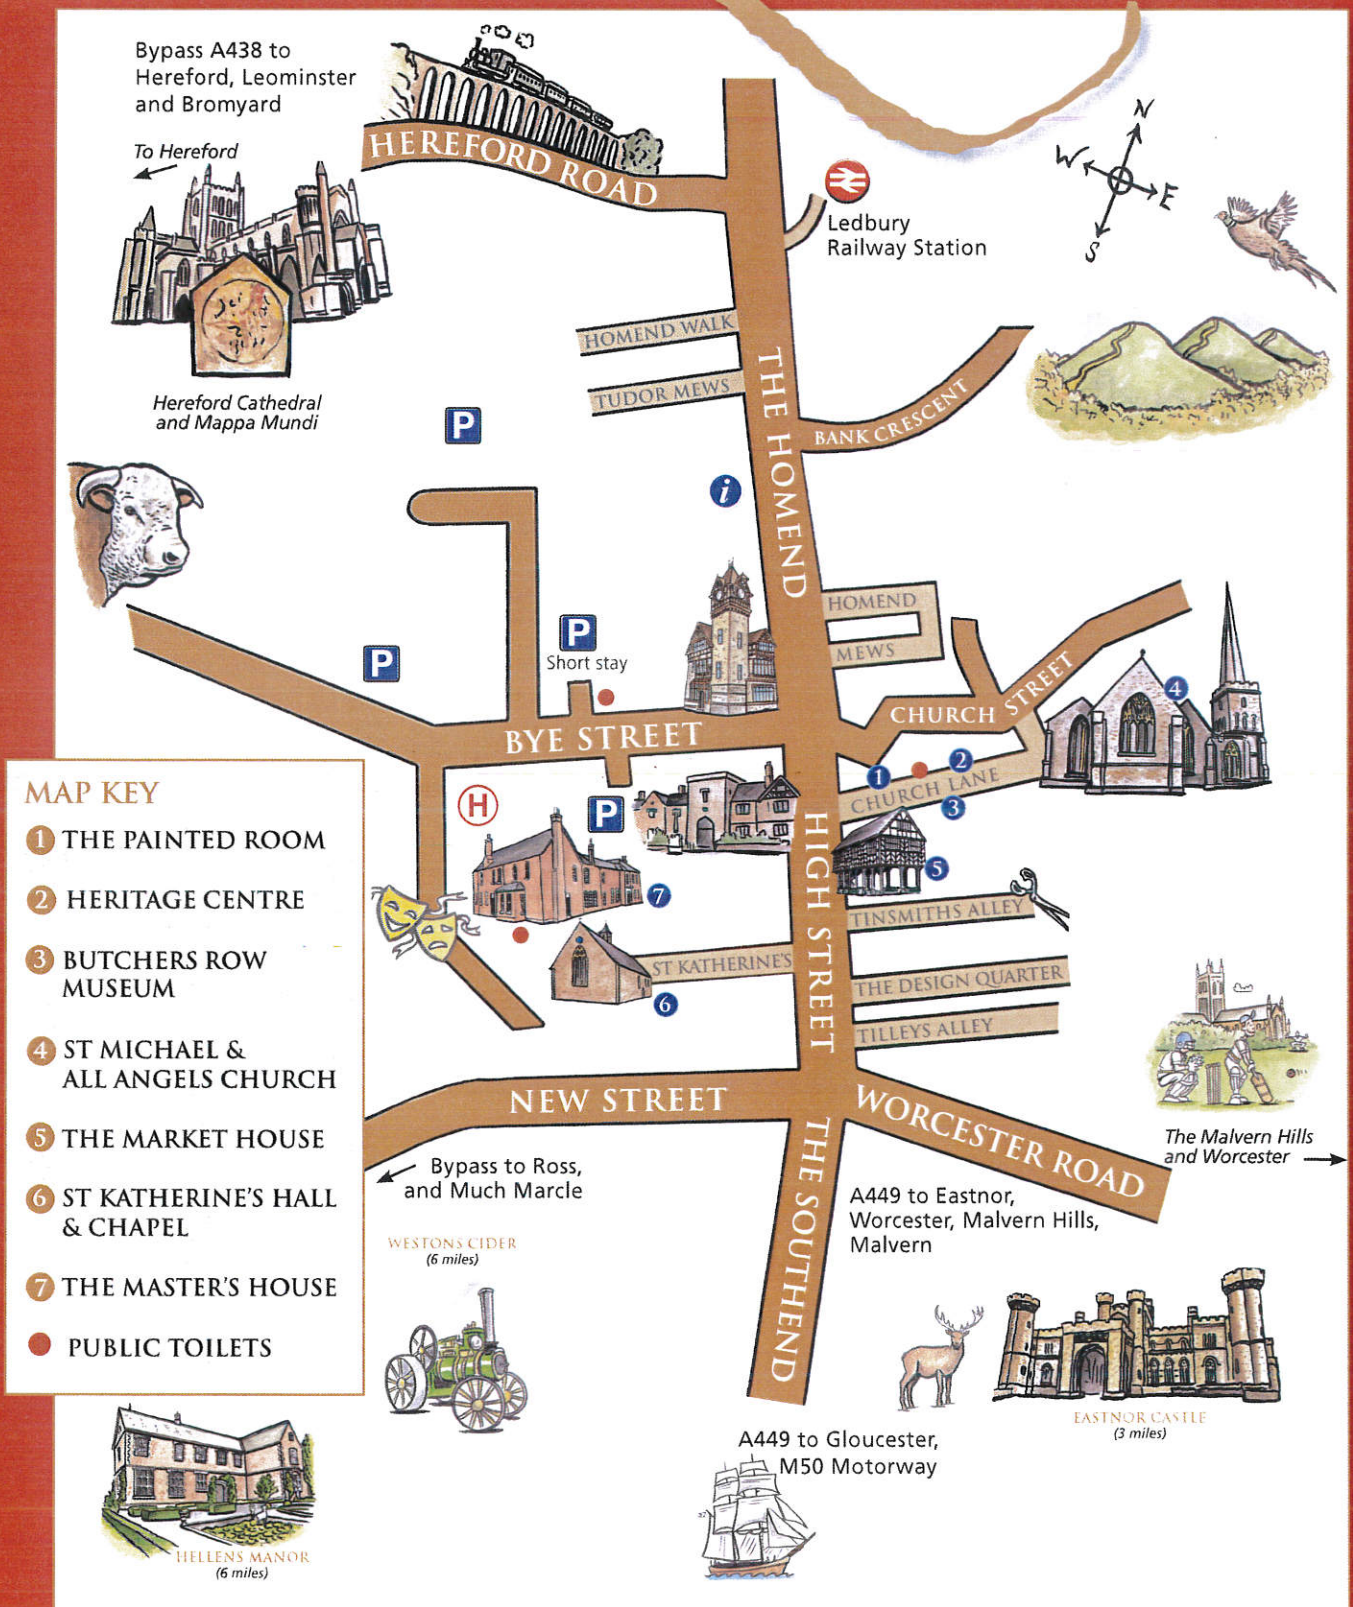 Bypass A438 to
Hereford, Leominster
and Bromyard
To Hereford
HEREFORD ROAD
N
W
E
S
Ledbury
Railway Station
Hereford Cathedral
and Mappa Mundi
HOMEND WALK
TUDOR MEWS
THE HOMEND
BANK CRESCENT
P
i
P
Short stay
P
HOMEND
MEWS
CHURCH STREET
4
BYE STREET
1
2
CHURCH LANE
3
H
P
HIGH STREET
5
7
TINSMITHS ALLEY
ST KATHERINE'S
6
THE DESIGN QUARTER
TILLEYS ALLEY
NEW STREET
WORCESTER ROAD
THE SOUTHEND
The Malvern Hills
and Worcester
Bypass to Ross,
and Much Marcle
A449 to Eastnor,
Worcester, Malvern Hills,
Malvern
WESTONS CIDER
(6 miles)
EASTNOR CASTLE
(3 miles)
A449 to Gloucester,
M50 Motorway
HELLENS MANOR
(6 miles)
MAP KEY
1 THE PAINTED ROOM
2 HERITAGE CENTRE
3 BUTCHERS ROW
MUSEUM
4 ST MICHAEL &
ALL ANGELS CHURCH
5 THE MARKET HOUSE
6 ST KATHERINE'S HALL
& CHAPEL
7 THE MASTER'S HOUSE
PUBLIC TOILETS